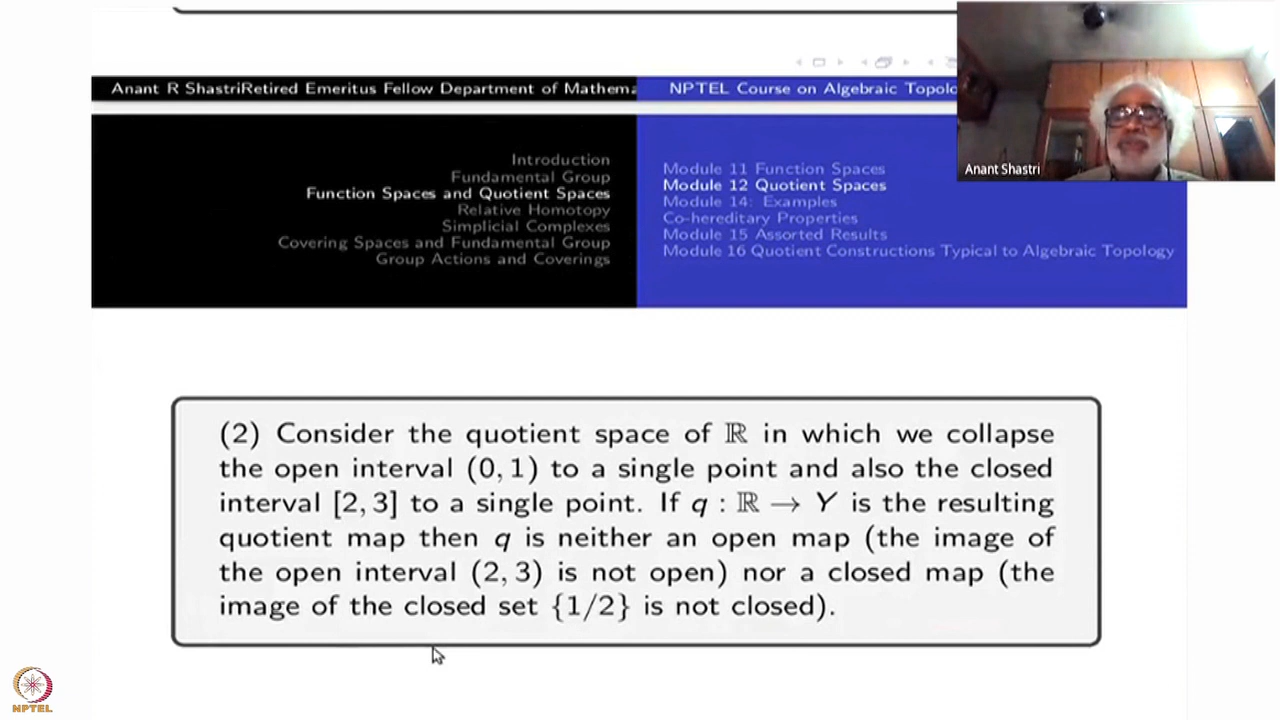 Anant R ShastriRetired Emeritus Fellow Department of Mathema
NPTEL Course on Algebraic Topolo
Anant Shastri
Introduction
Fundamental Group
Function Spaces and Quotient Spaces
Relative Homotopy
Simplicial Complexes
Covering Spaces and Fundamental Group
Group Actions and Coverings
Module 11 Function Spaces
Module 12 Quotient Spaces
Module 14: Examples
Co-hereditary Properties
Module 15 Assorted Results
Module 16 Quotient Constructions Typical to Algebraic Topology
(2) Consider the quotient space of ℝ in which we collapse
the open interval (0, 1) to a single point and also the closed
interval [2, 3] to a single point. If q : ℝ → Y is the resulting
quotient map then q is neither an open map (the image of
the open interval (2, 3) is not open) nor a closed map (the
image of the closed set {1/2} is not closed).
NPTEL